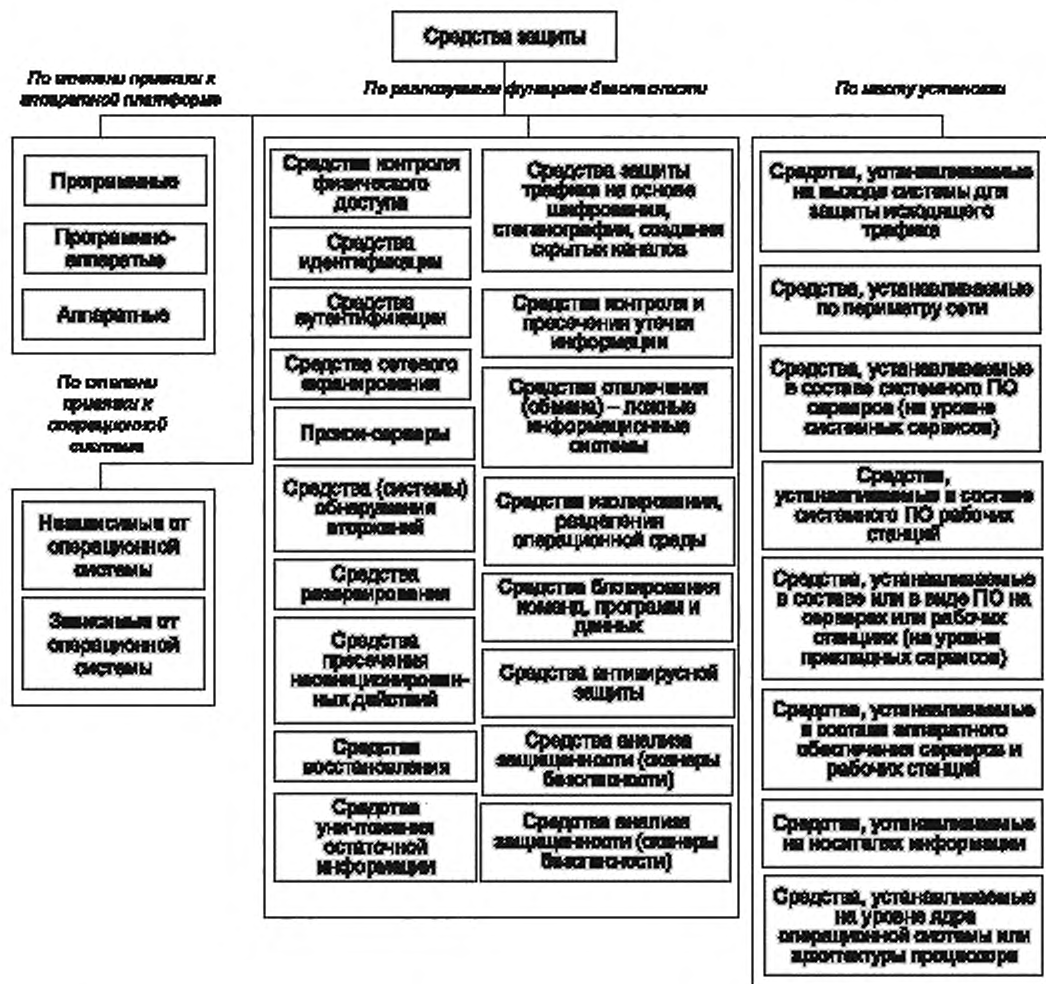 Средства защиты
По степени привязки к
аппаратной платформе
По реализуемым функциям безопасности
По месту установки
Программные
Программно-
аппаратые
Аппаратные
По степени
привязки к
операционной
системе
Независимые от
операционной
системы
Зависимые от
операционной
системы
Средства контроля
физического
доступа
Средства
идентификации
Средства
аутентификации
Средства сетевого
экранирования
Прокси-серверы
Средства (системы)
обнаружения
вторжений
Средства
резервирования
Средства
пресечения
несанкционирован-
ных действий
Средства
восстановления
Средства
уничтожения
остаточной
информации
Средства защиты
трафика на основе
шифрования,
стеганографии, создания
скрытых каналов
Средства контроля и
пресечения утечки
информации
Средства отвлечения
(обмана) – ложные
информационные
системы
Средства изолирования,
разделения
операционной среды
Средства блокирования
команд, программ и
данных
Средства антивирусной
защиты
Средства анализа
защищенности (сканеры
безопасности)
Средства анализа
защищенности (сканеры
безопасности)
Средства, устанавливаемые
на выходе системы для
защиты исходящего
трафика
Средства, устанавливаемые
по периметру сети
Средства, устанавливаемые
в составе системного ПО
серверов (на уровне
системных сервисов)
Средства,
устанавливаемые в составе
системного ПО рабочих
станций
Средства, устанавливаемые
в составе или в виде ПО на
серверах или рабочих
станциях (на уровне
прикладных сервисов)
Средства, устанавливаемые
в составе аппаратного
обеспечения серверов и
рабочих станций
Средства, устанавливаемые
на носителях информации
Средства, устанавливаемые
на уровне ядра
операционной системы или
архитектуры процессора